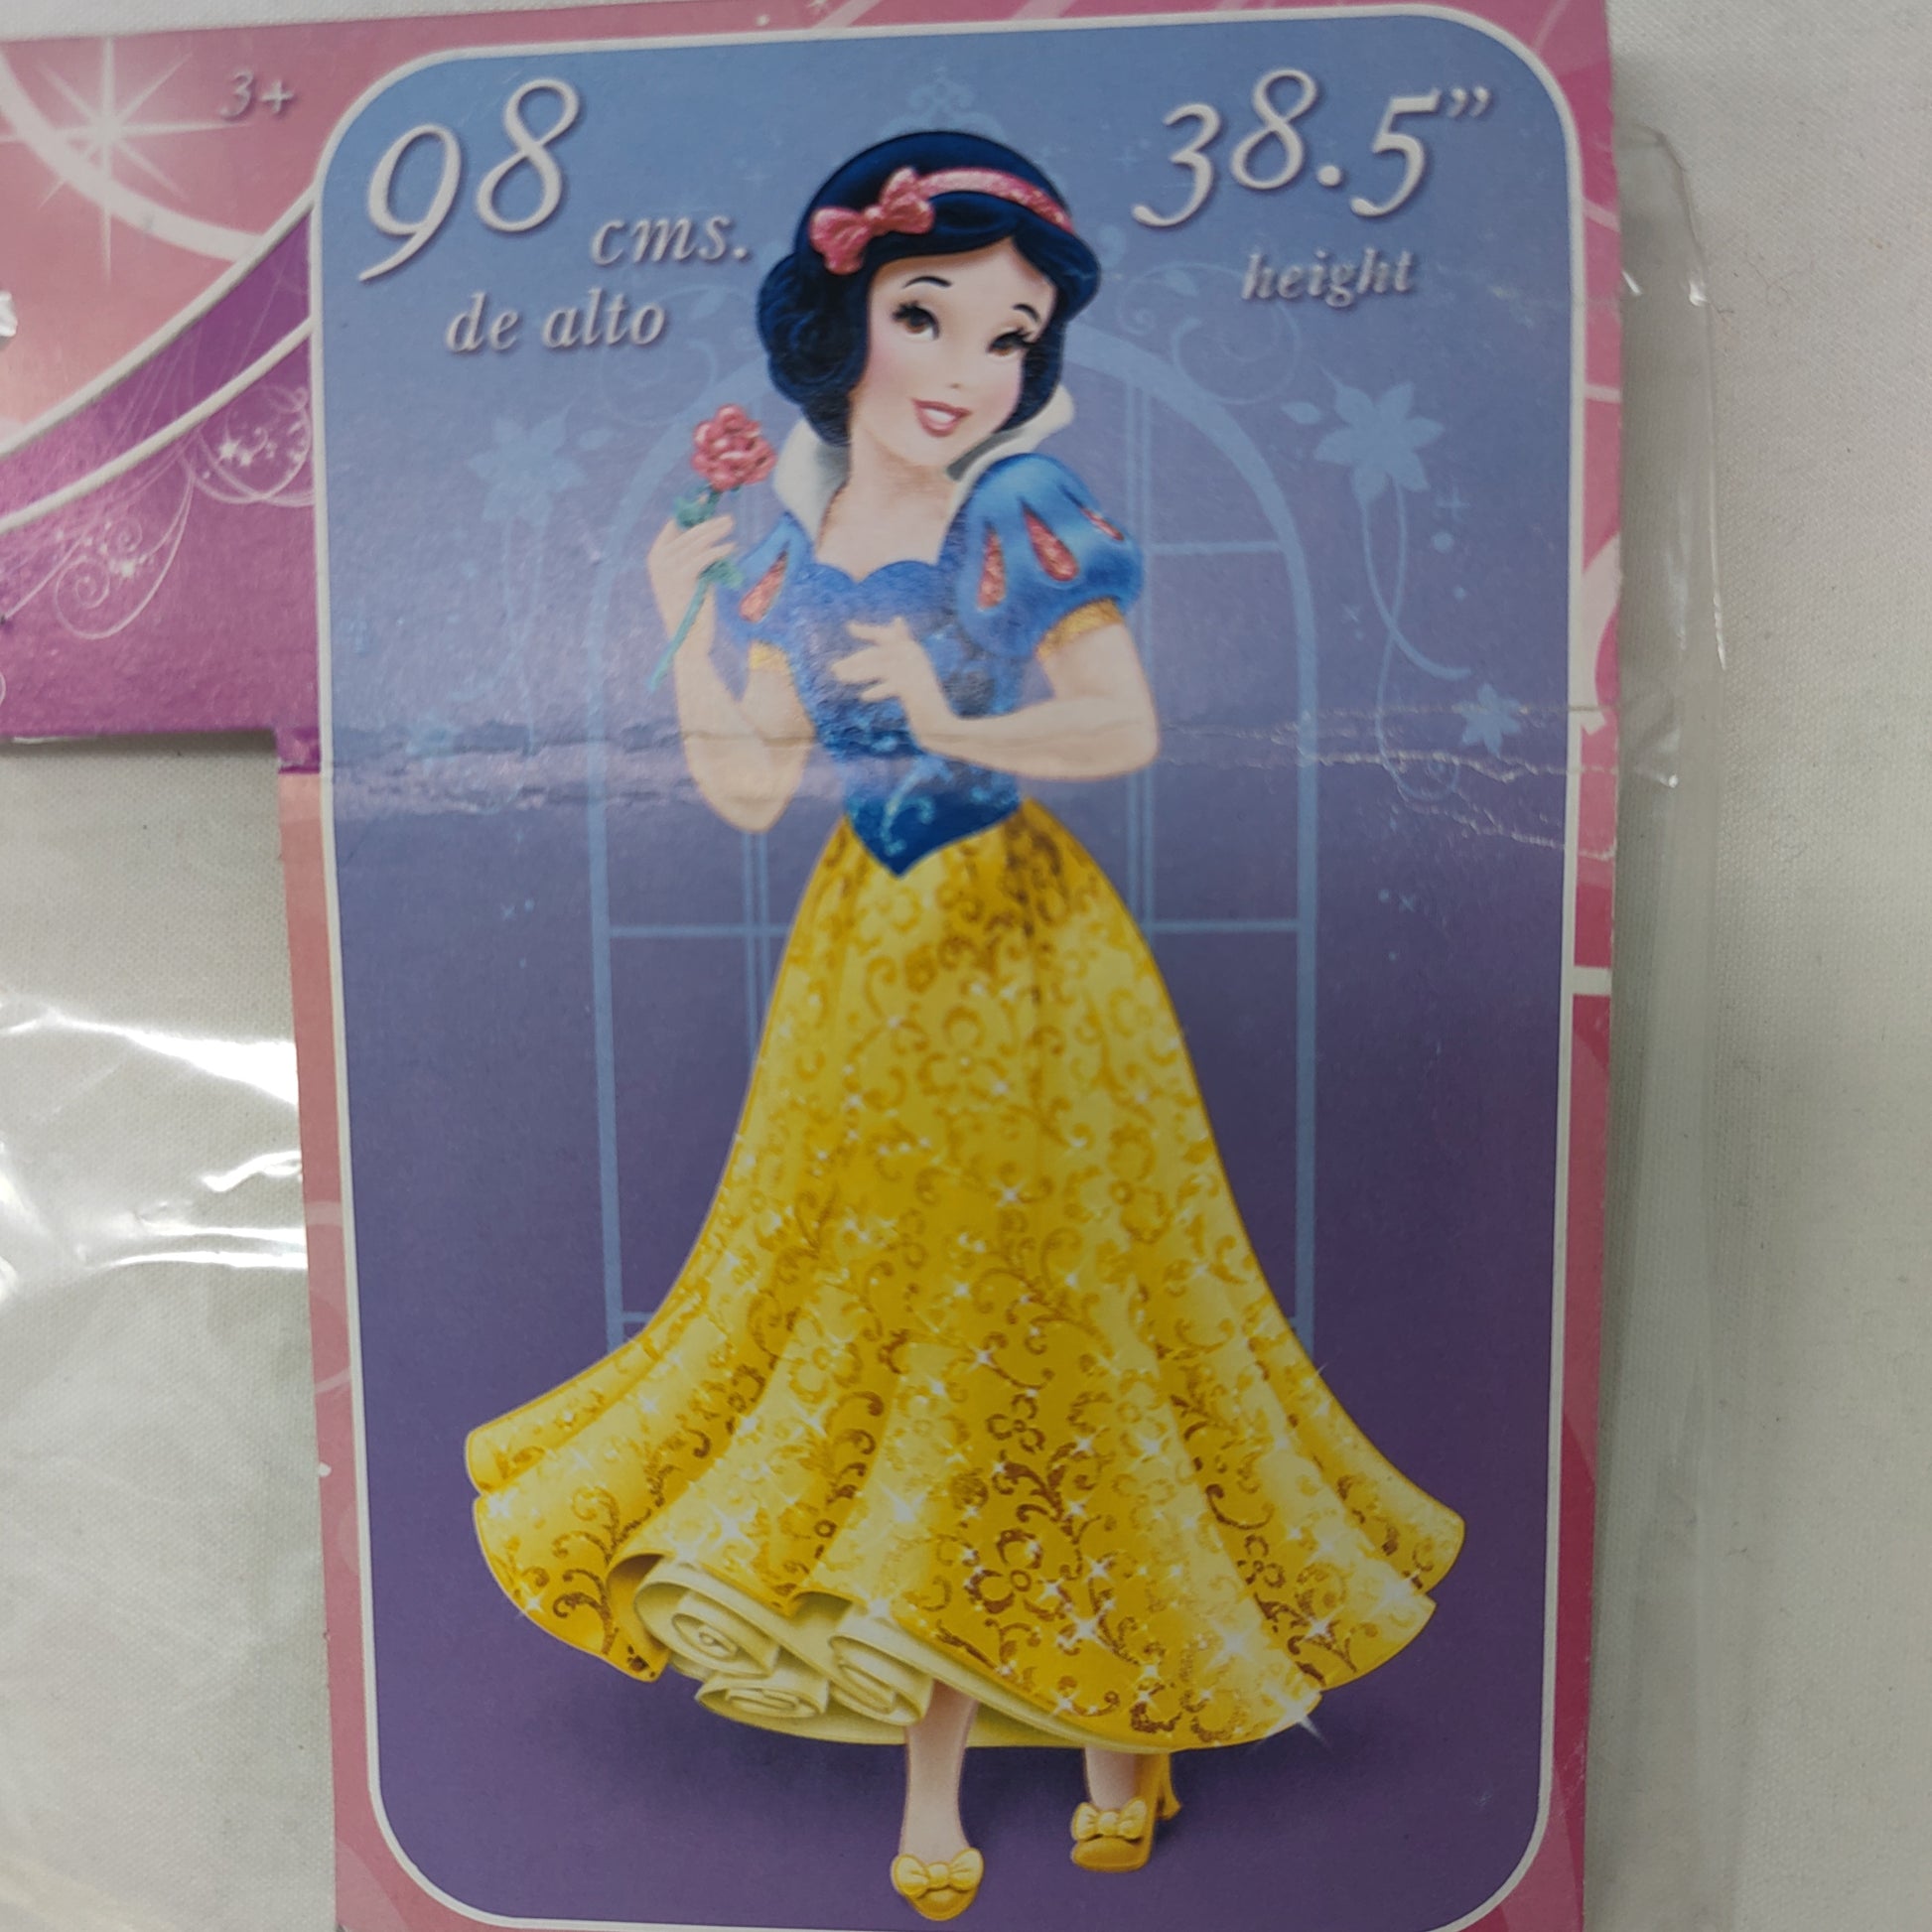 3+
98
cms.
de alto
38.5”
height